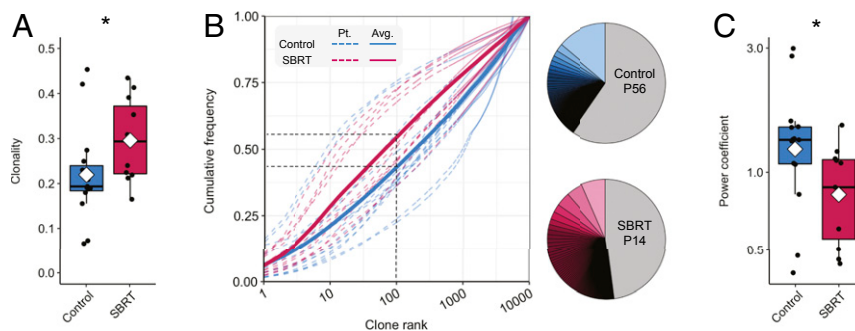 A
*
Clonality
0.5
0.4
0.3
0.2
0.1
0.0
Control
SBRT
B
Cumulative frequency
1.00
0.75
0.50
0.25
0.00
Pt. Avg.
Control
SBRT
1
10
100
1000
10000
Clone rank
Control
P56
SBRT
P14
C
*
Power coefficient
3.0
1.0
0.5
Control
SBRT